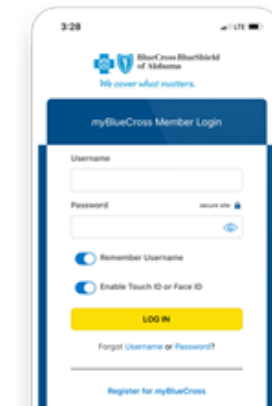 3:28
LTE
BlueCross BlueShield
of Alabama
We cover what matters.
myBlueCross Member Login
Username
Password secure site
Remember Username
Enable Touch ID or Face ID
LOG IN
Forgot Username or Password?
Register for myBlueCross